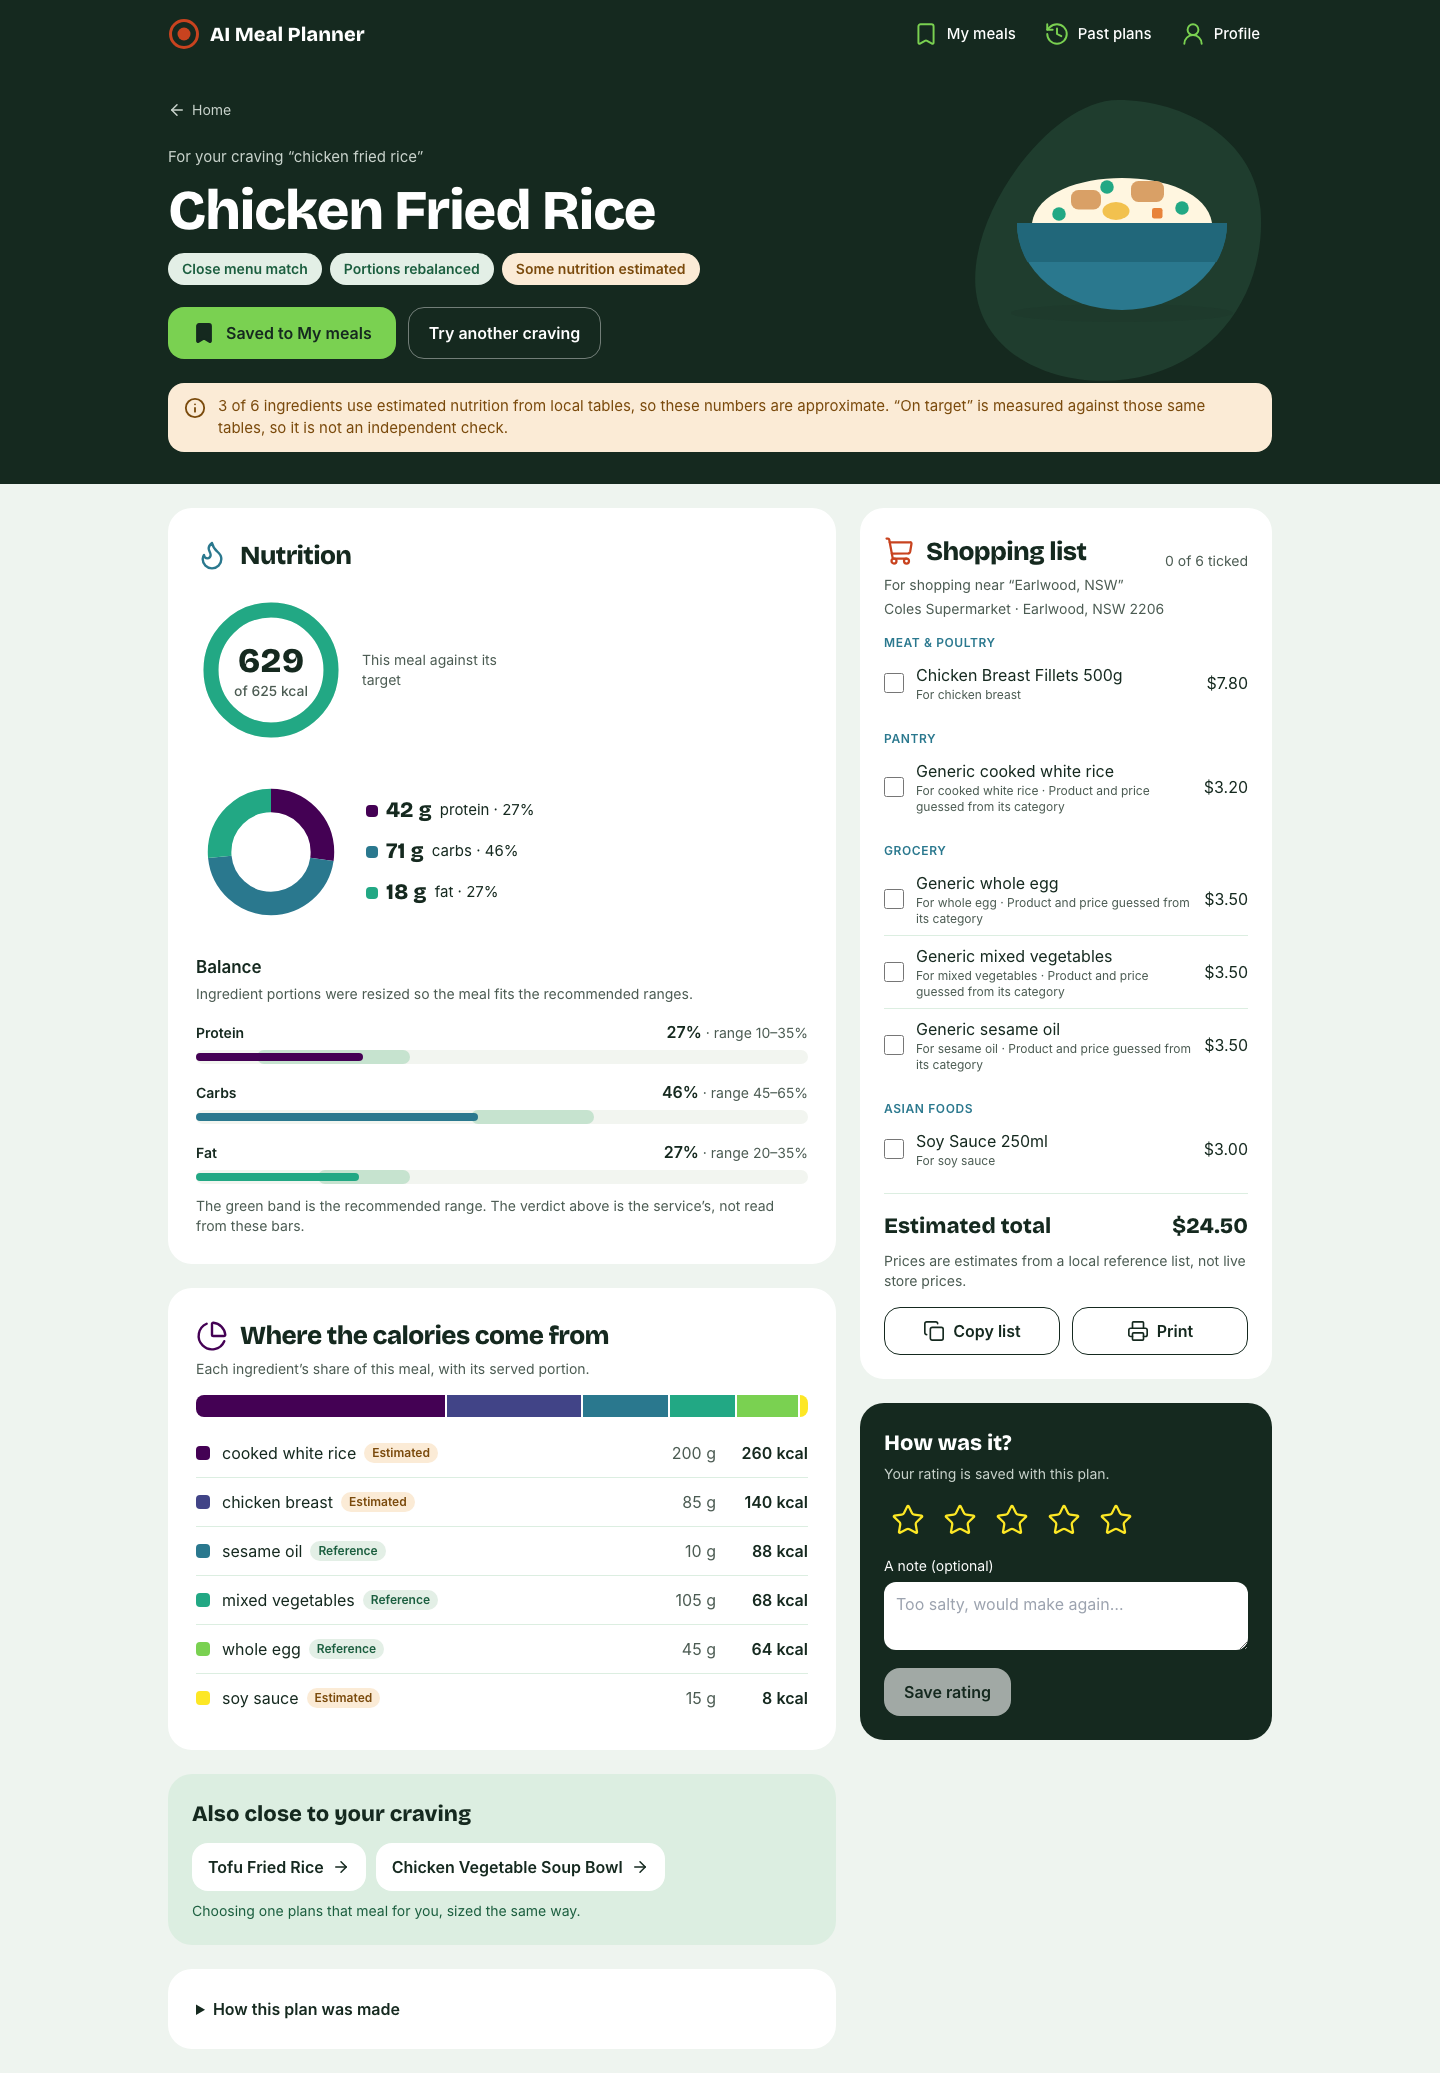 AI Meal Planner
My meals
Past plans
Profile
Home
For your craving “chicken fried rice”
Chicken Fried Rice
Close menu match
Portions rebalanced
Some nutrition estimated
Saved to My meals
Try another craving
3 of 6 ingredients use estimated nutrition from local tables, so these numbers are approximate. “On target” is measured against those same
tables, so it is not an independent check.
Nutrition
629
of 625 kcal
This meal against its
target
42 g protein · 27%
71 g carbs · 46%
18 g fat · 27%
Balance
Ingredient portions were resized so the meal fits the recommended ranges.
Protein
27% · range 10–35%
Carbs
46% · range 45–65%
Fat
27% · range 20–35%
The green band is the recommended range. The verdict above is the service’s, not read
from these bars.
Where the calories come from
Each ingredient’s share of this meal, with its served portion.
cooked white rice Estimated 200 g 260 kcal
chicken breast Estimated 85 g 140 kcal
sesame oil Reference 10 g 88 kcal
mixed vegetables Reference 105 g 68 kcal
whole egg Reference 45 g 64 kcal
soy sauce Estimated 15 g 8 kcal
Also close to your craving
Tofu Fried Rice
Chicken Vegetable Soup Bowl
Choosing one plans that meal for you, sized the same way.
How this plan was made
Shopping list
0 of 6 ticked
For shopping near “Earlwood, NSW”
Coles Supermarket · Earlwood, NSW 2206
MEAT & POULTRY
Chicken Breast Fillets 500g
For chicken breast
$7.80
PANTRY
Generic cooked white rice
For cooked white rice · Product and price
guessed from its category
$3.20
GROCERY
Generic whole egg
For whole egg · Product and price guessed from
its category
$3.50
Generic mixed vegetables
For mixed vegetables · Product and price
guessed from its category
$3.50
Generic sesame oil
For sesame oil · Product and price guessed from
its category
$3.50
ASIAN FOODS
Soy Sauce 250ml
For soy sauce
$3.00
Estimated total
$24.50
Prices are estimates from a local reference list, not live
store prices.
Copy list
Print
How was it?
Your rating is saved with this plan.
A note (optional)
Too salty, would make again...
Save rating